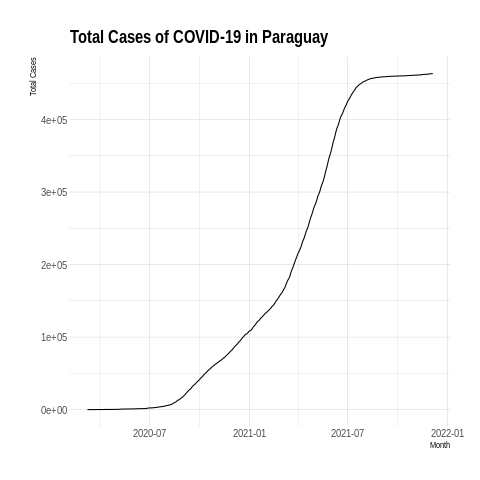 Total Cases of COVID-19 in Paraguay
Total Cases
4e+05
3e+05
2e+05
1e+05
0e+00
2020-07 2021-01 2021-07 2022-01
Month